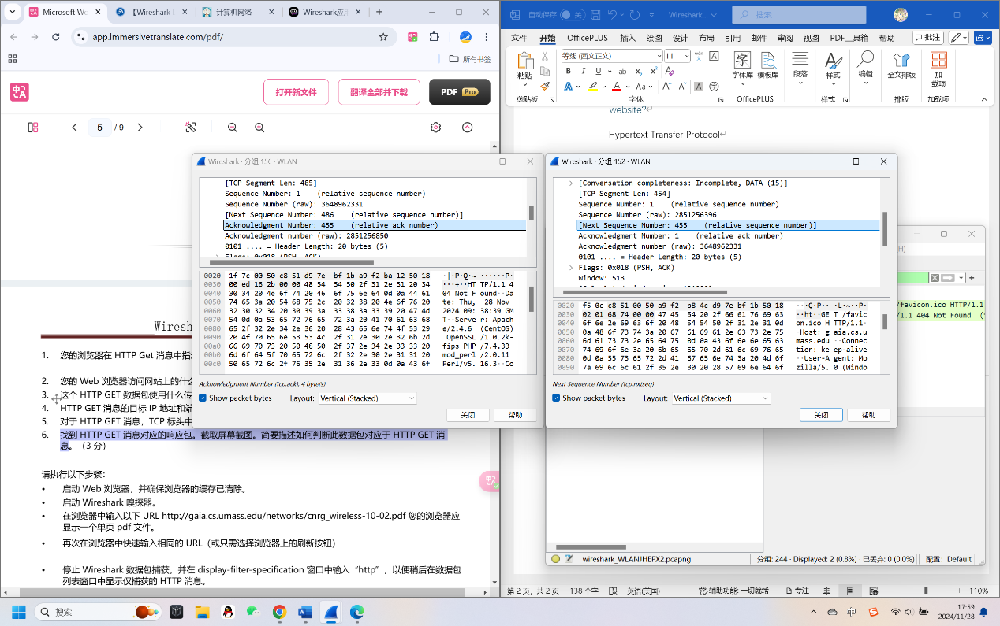 Microsoft Wo
【Wireshark
计算机网络—
Wireshark应
app.immersivetranslate.com/pdf/
所有书签
打开新文件
翻译全部并下载
PDF Pro
5 / 9
Wiresh
1. 您的浏览器在 HTTP Get 消息中指
2. 您的 Web 浏览器访问网站上的什么
3. 这个 HTTP GET 数据包使用什么传
4. HTTP GET 消息的目标 IP 地址和端
5. 对于 HTTP GET 消息，TCP 标头中
6. 找到 HTTP GET 消息对应的响应包。截取屏幕截图。简要描述如何判断此数据包对应于 HTTP GET 消
息。（3 分）
请执行以下步骤:
• 启动 Web 浏览器，并确保浏览器的缓存已清除。
• 启动 Wireshark 嗅探器。
• 在浏览器中输入以下 URL http://gaia.cs.umass.edu/networks/cnrg_wireless-10-02.pdf 您的浏览器应
显示一个单页 pdf 文件。
• 再次在浏览器中快速输入相同的 URL（或只需选择浏览器上的刷新按钮）
• 停止 Wireshark 数据包捕获，并在 display-filter-specification 窗口中输入“http”，以便稍后在数据包
列表窗口中显示仅捕获的 HTTP 消息。
自动保存 关
Wireshark...
搜索
文件 开始 OfficePLUS 插入 绘图 设计 布局 引用 邮件 审阅 视图 PDF工具箱 帮助 批注
等线 (西文正文) 11
粘贴
B I U ab x₂ x²
A Aa A A A 字
字体库 模板库 段落 样式 编辑 全文排版 加
载项
剪贴板 字体 OfficePLUS 样式 排版 加载项
website?
Hypertext Transfer Protocol
Wireshark · 分组 156 · WLAN
[TCP Segment Len: 485]
Sequence Number: 1 (relative sequence number)
Sequence Number (raw): 3648962331
[Next Sequence Number: 486 (relative sequence number)]
Acknowledgment Number: 455 (relative ack number)
Acknowledgment number (raw): 2851256850
0101 .... = Header Length: 20 bytes (5)
Flags: 0x018 (PSH, ACK)
0020 1f 7c 00 50 c8 51 d9 7e bf 1b a9 f2 ba 12 50 18 ·|·P·Q·~ ······P·
0030 00 ed 16 2b 00 00 48 54 54 50 2f 31 2e 31 20 34 ···+··HT TP/1.1 4
0040 30 34 20 4e 6f 74 20 46 6f 75 6e 64 0d 0a 44 61 04 Not F ound··Da
0050 74 65 3a 20 54 68 75 2c 20 32 38 20 4e 6f 76 20 te: Thu, 28 Nov
0060 32 30 32 34 20 30 39 3a 33 38 3a 33 39 20 47 4d 2024 09: 38:39 GM
0070 54 0d 0a 53 65 72 76 65 72 3a 20 41 70 61 63 68 T··Serve r: Apach
0080 65 2f 32 2e 34 2e 36 20 28 43 65 6e 74 4f 53 29 e/2.4.6 (CentOS)
0090 20 4f 70 65 6e 53 53 4c 2f 31 2e 30 2e 32 6b 2d OpenSSL /1.0.2k-
00a0 66 69 70 73 20 50 48 50 2f 37 2e 34 2e 33 33 20 fips PHP /7.4.33
00b0 6d 6f 64 5f 70 65 72 6c 2f 32 2e 30 2e 31 31 20 mod_perl /2.0.11
00c0 50 65 72 6c 2f 76 35 2e 31 36 2e 33 0d 0a 43 6f Perl/v5. 16.3··Co
Acknowledgment Number (tcp.ack), 4 byte(s)
Show packet bytes Layout: Vertical (Stacked)
关闭 帮助
Wireshark · 分组 152 · WLAN
[Conversation completeness: Incomplete, DATA (15)]
[TCP Segment Len: 454]
Sequence Number: 1 (relative sequence number)
Sequence Number (raw): 2851256396
[Next Sequence Number: 455 (relative sequence number)]
Acknowledgment Number: 1 (relative ack number)
Acknowledgment number (raw): 3648962331
0101 .... = Header Length: 20 bytes (5)
Flags: 0x018 (PSH, ACK)
Window: 513
0020 f5 0c c8 51 00 50 a9 f2 b8 4c d9 7e bf 1b 50 18 ···Q·P·· ·L·~··P·
0030 02 01 68 74 00 00 47 45 54 20 2f 66 61 76 69 63 ··ht··GE T /favic
0040 6f 6e 2e 69 63 6f 20 48 54 54 50 2f 31 2e 31 0d on.ico H TTP/1.1·
0050 0a 48 6f 73 74 3a 20 67 61 69 61 2e 63 73 2e 75 ·Host: g aia.cs.u
0060 6d 61 73 73 2e 65 64 75 0d 0a 43 6f 6e 6e 65 63 mass.edu ··Connec
0070 74 69 6f 6e 3a 20 6b 65 65 70 2d 61 6c 69 76 65 tion: ke ep-alive
0080 0d 0a 55 73 65 72 2d 41 67 65 6e 74 3a 20 4d 6f ··User-A gent: Mo
0090 7a 69 6c 6c 61 2f 35 2e 30 20 28 57 69 6e 64 6f zilla/5. 0 (Windo
Next Sequence Number (tcp.nxtseq)
Show packet bytes Layout: Vertical (Stacked)
关闭 帮助
H)
/favicon.ico HTTP/1.1
/1.1 404 Not Found (
wireshark_WLANJHEPX2.pcapng
分组: 244 · Displayed: 2 (0.8%) · 已丢弃: 0 (0.0%)
配置: Default
第 2 页，共 2 页 138 个字 英语(美国) 辅助功能: 一切就绪 专注 110%
搜索
中
17:59
2024/11/28